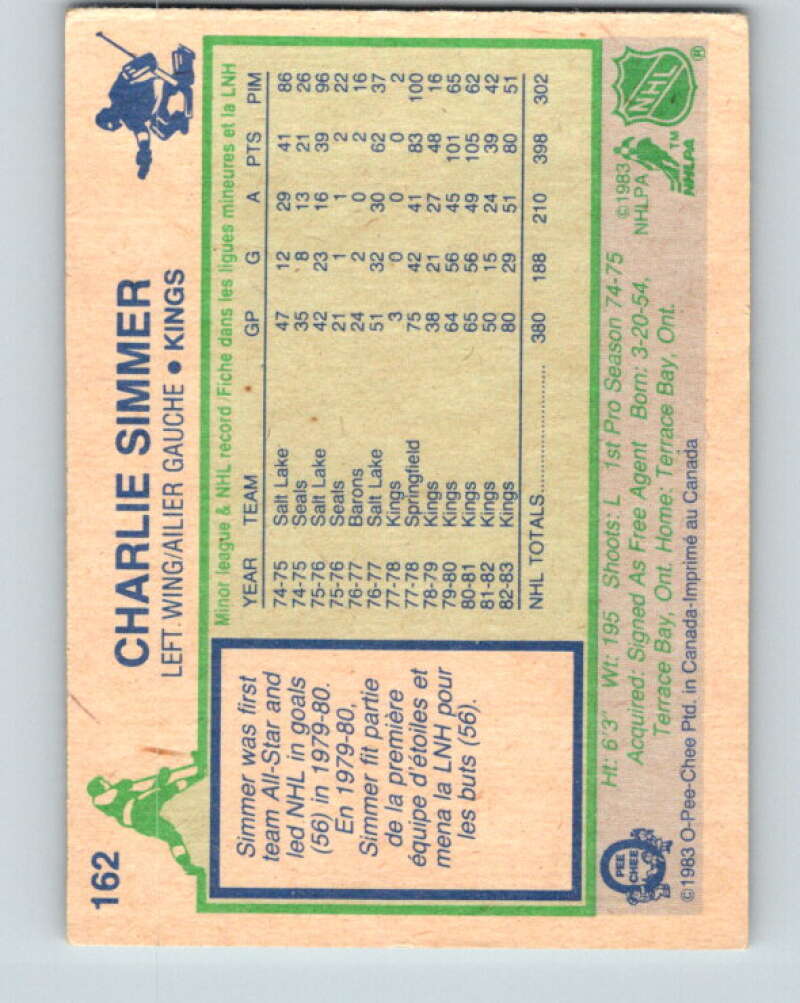 162
CHARLIE SIMMER
LEFT WING/AILIER GAUCHE • KINGS
Simmer was first
team All-Star and
led NHL in goals
(56) in 1979-80.
En 1979-80,
Simmer fit partie
de la première
équipe d'étoiles et
mena la LNH pour
les buts (56).
Minor league & NHL record/Fiche dans les ligues mineures et la LNH
YEAR TEAM GP G A PTS PIM
74-75 Salt Lake 47 12 29 41 86
74-75 Seals 35 8 13 21 26
75-76 Salt Lake 42 23 16 39 96
75-76 Seals 21 1 1 2 22
76-77 Barons 24 2 0 2 16
76-77 Salt Lake 51 32 30 62 37
77-78 Kings 3 0 0 0 2
77-78 Springfield 75 42 41 83 100
78-79 Kings 38 21 27 48 16
79-80 Kings 64 56 45 101 65
80-81 Kings 65 56 49 105 62
81-82 Kings 50 15 24 39 42
82-83 Kings 80 29 51 80 51
NHL TOTALS.................... 380 188 210 398 302
Ht: 6'3" Wt: 195 Shoots: L 1st Pro Season 74-75
Acquired: Signed As Free Agent Born: 3-20-54,
Terrace Bay, Ont. Home: Terrace Bay, Ont.
©1983 O-Pee-Chee Ptd. in Canada-Imprimé au Canada
O
PEE
CHEE
©1983
NHLPA
NHL
®
NHLPA
™